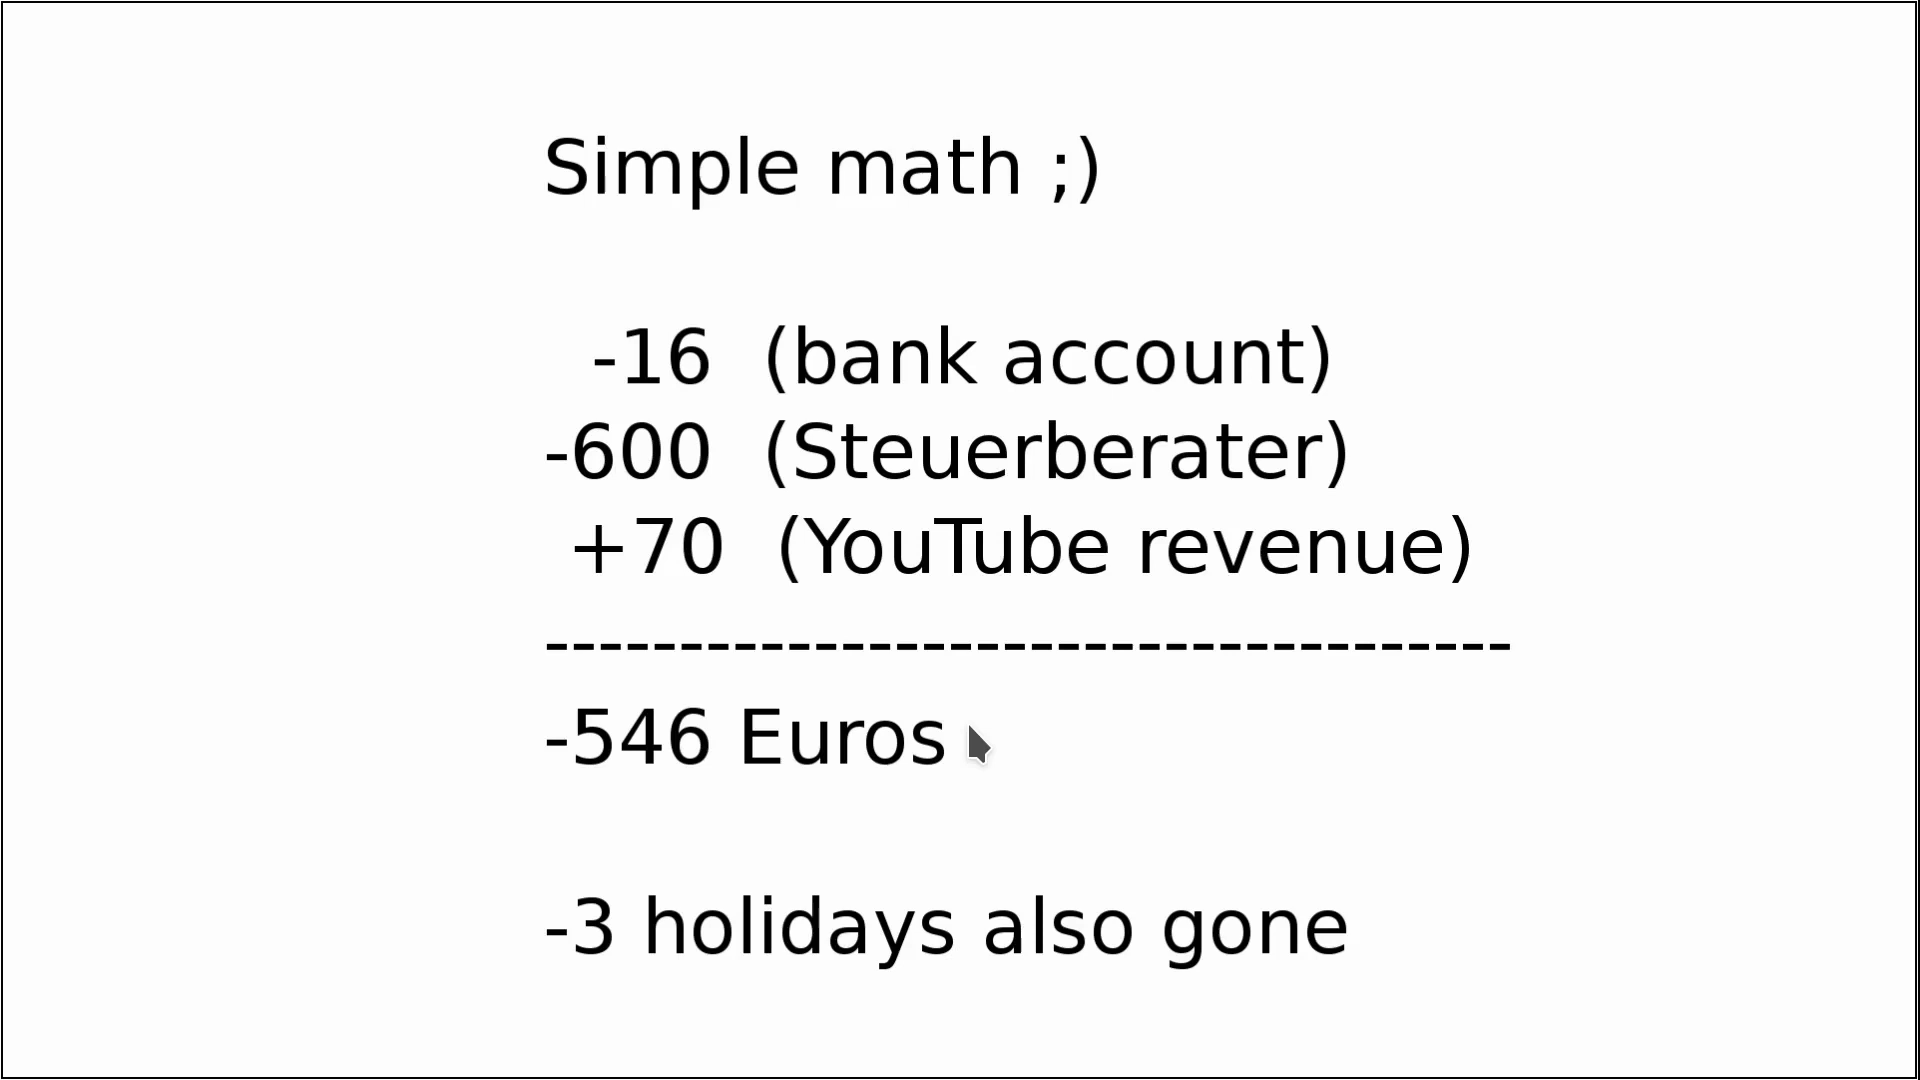 Simple math ;)
-16 (bank account)
-600 (Steuerberater)
+70 (YouTube revenue)
------------------------------------
-546 Euros
-3 holidays also gone